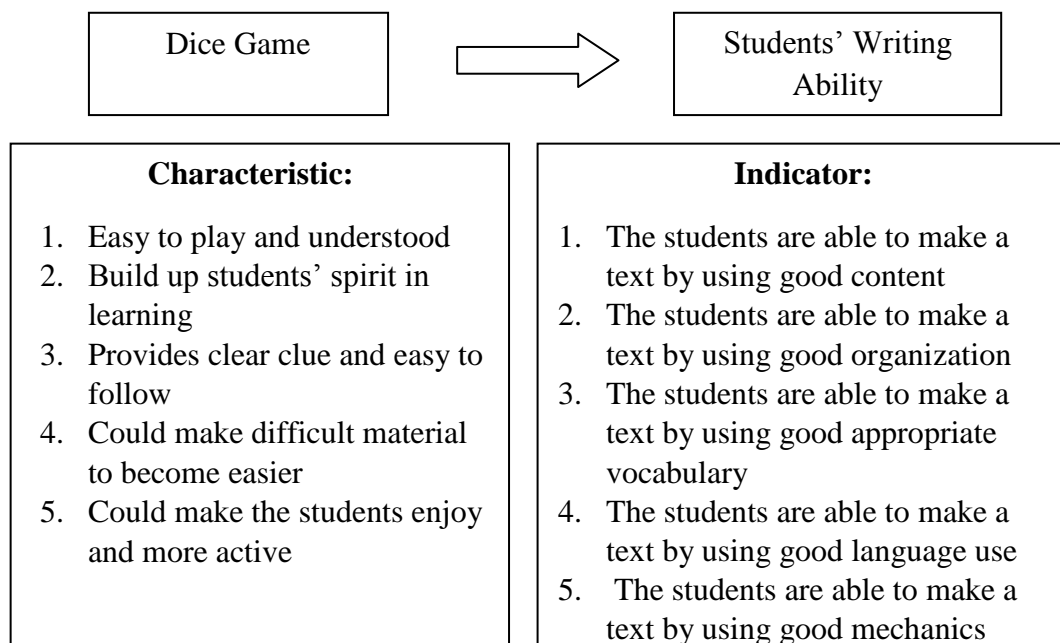 Dice Game
Students’ Writing
Ability
Characteristic:
1. Easy to play and understood
2. Build up students’ spirit in
learning
3. Provides clear clue and easy to
follow
4. Could make difficult material
to become easier
5. Could make the students enjoy
and more active
Indicator:
1. The students are able to make a
text by using good content
2. The students are able to make a
text by using good organization
3. The students are able to make a
text by using good appropriate
vocabulary
4. The students are able to make a
text by using good language use
5. The students are able to make a
text by using good mechanics